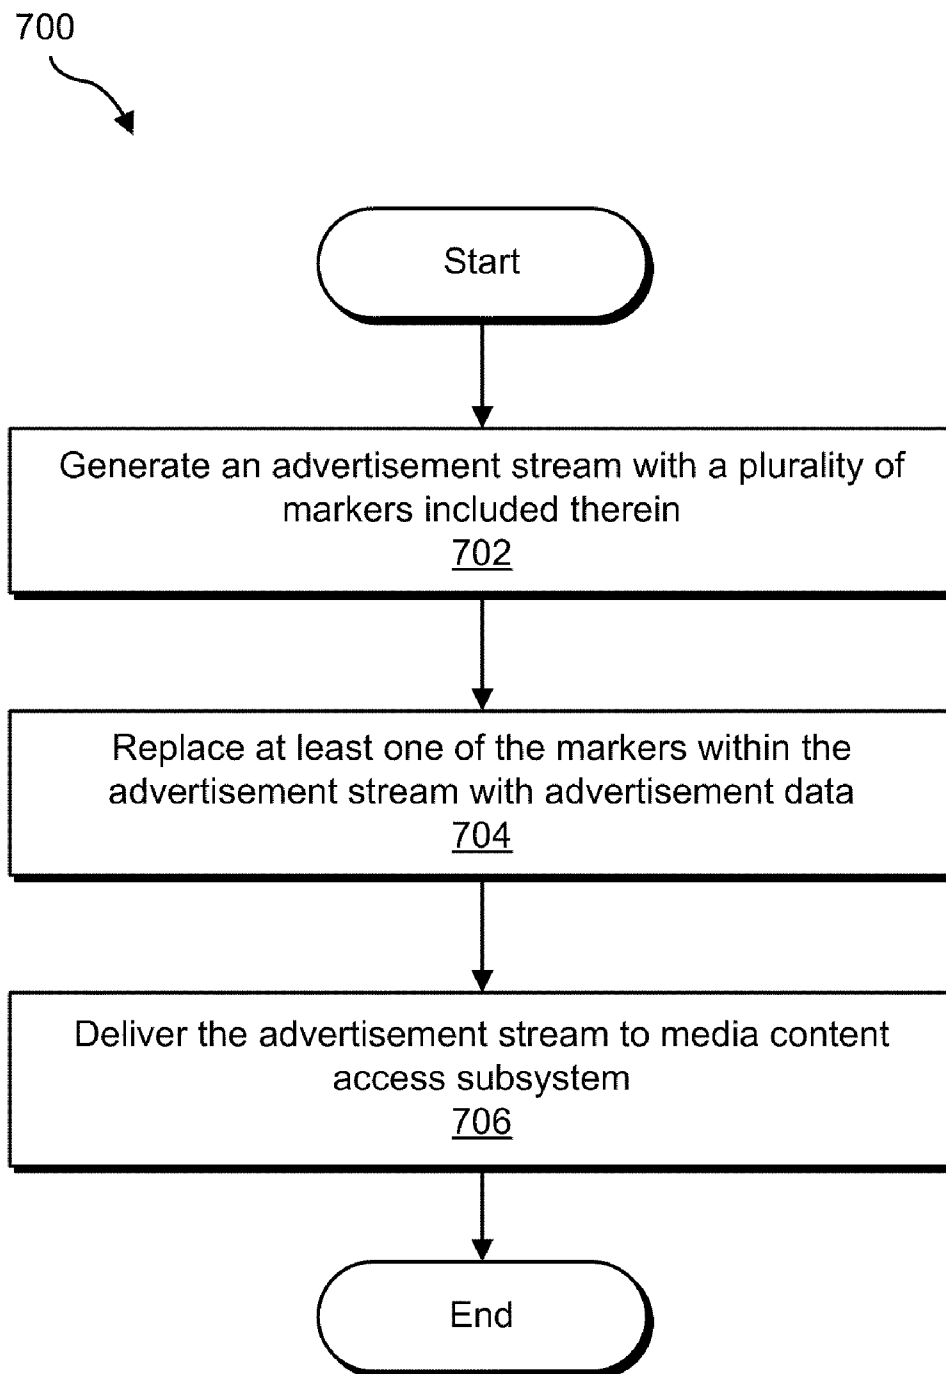 700
Start
Generate an advertisement stream with a plurality of
markers included therein
702
Replace at least one of the markers within the
advertisement stream with advertisement data
704
Deliver the advertisement stream to media content
access subsystem
706
End